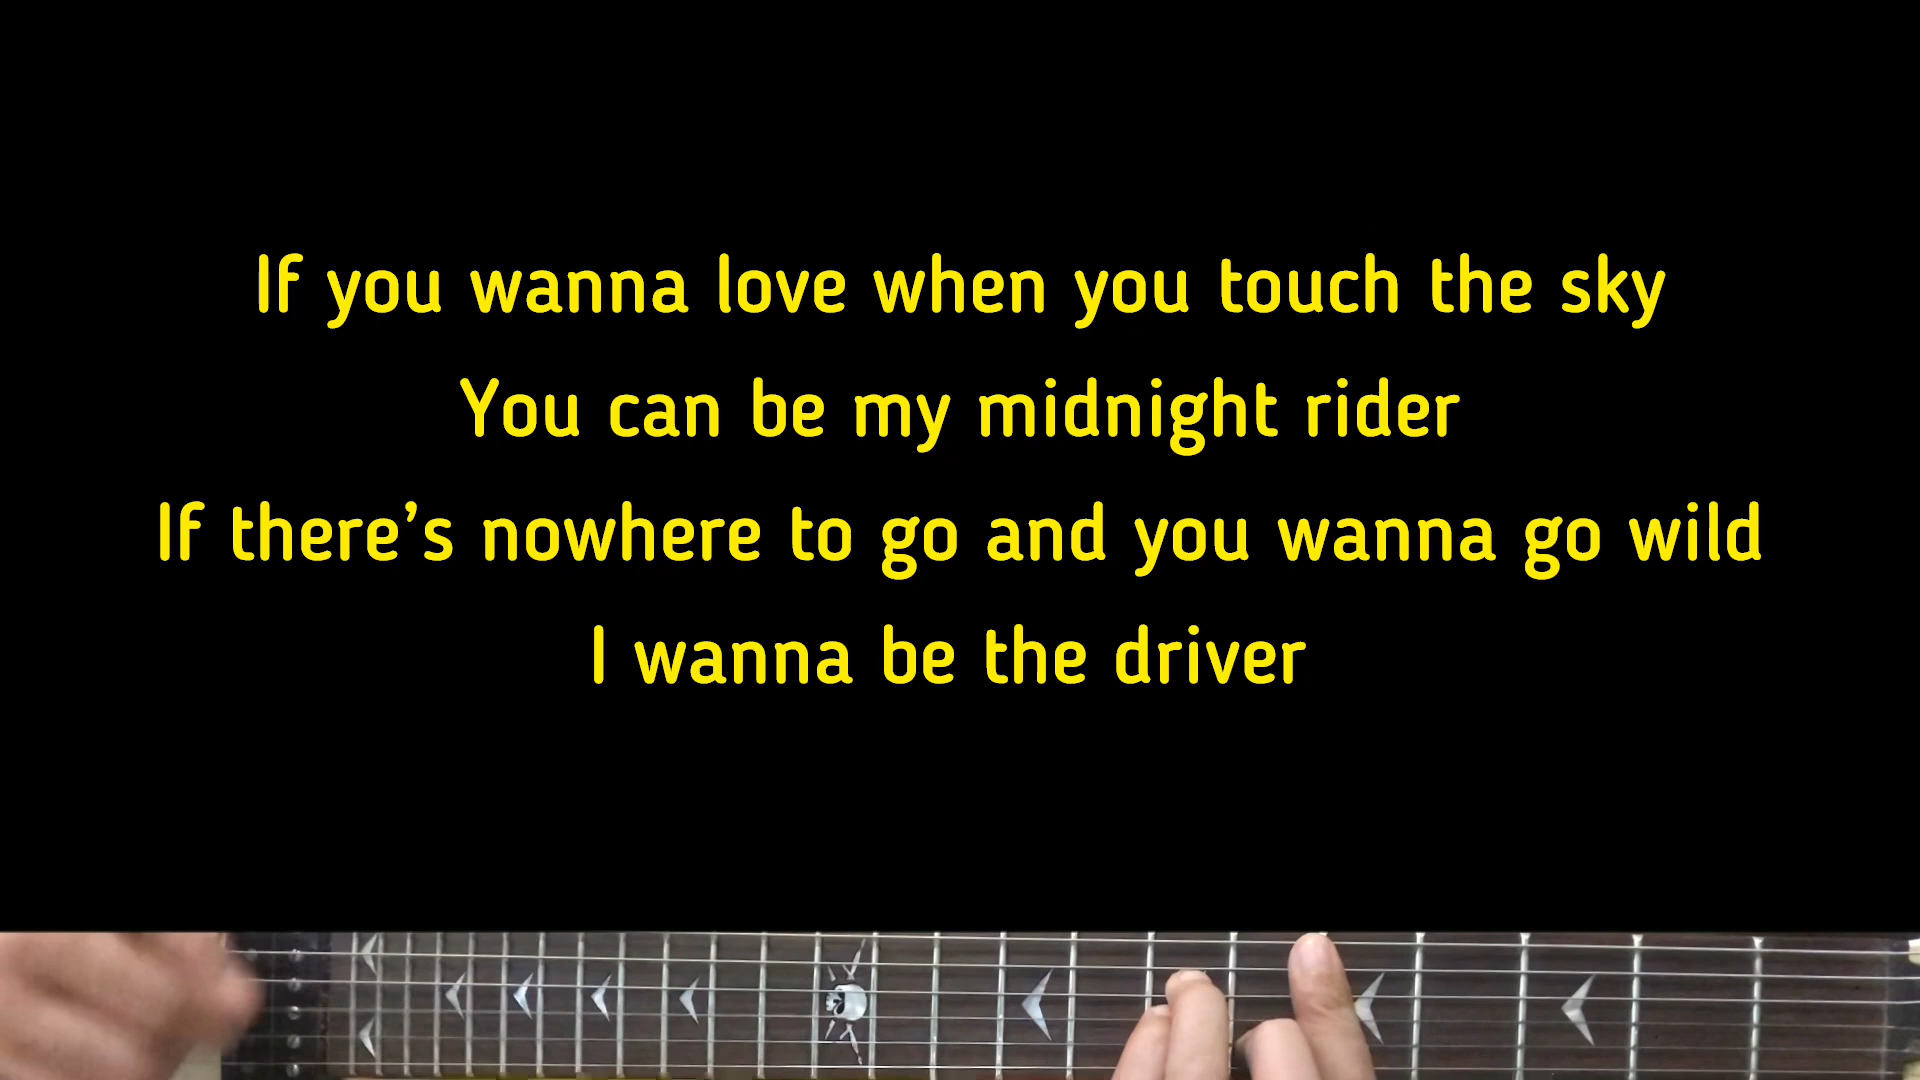 If you wanna love when you touch the sky
You can be my midnight rider
If there’s nowhere to go and you wanna go wild
I wanna be the driver